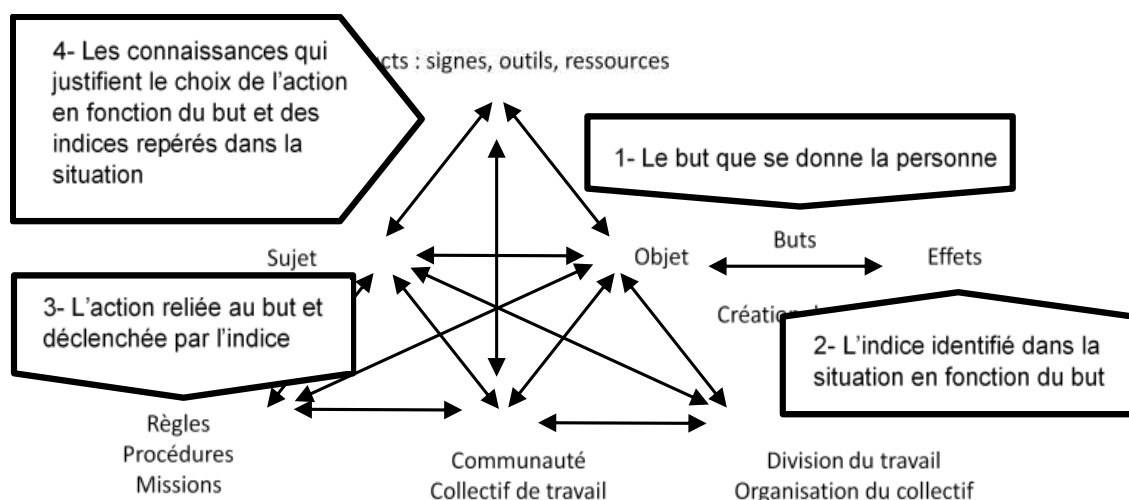 4- Les connaissances qui
justifient le choix de l'action
en fonction du but et des
indices repérés dans la
situation
: signes, outils, ressources
1- Le but que se donne la personne
Buts
Sujet
Objet
Effets
3- L'action reliée au but et
déclenchée par l'indice
Création
2- L'indice identifié dans la
situation en fonction du but
Règles
Procédures
Missions
Communauté
Collectif de travail
Division du travail
Organisation du collectif